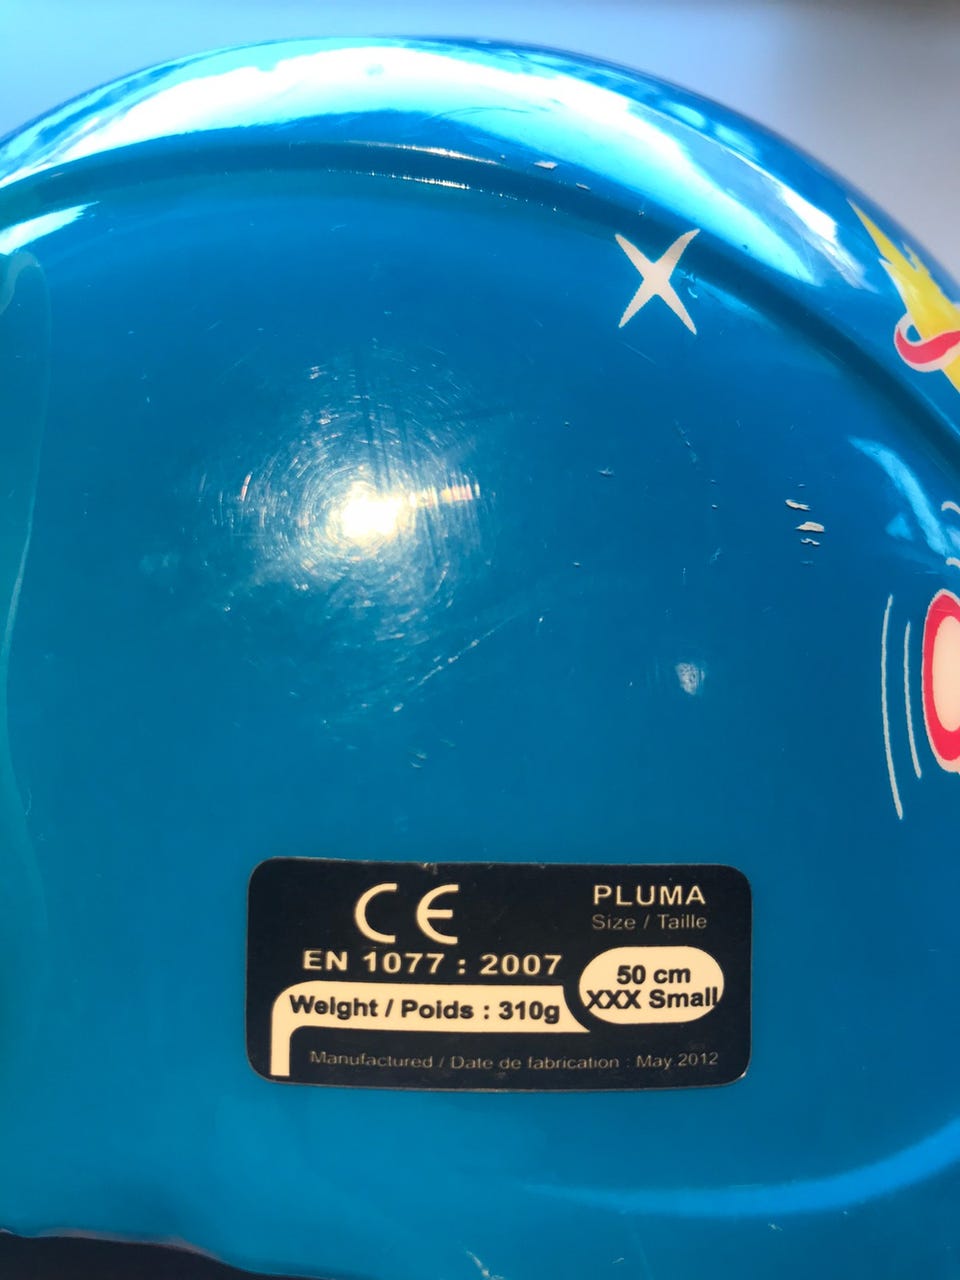 CE
EN 1077 : 2007
Weight / Poids : 310g
PLUMA
Size / Taille
50 cm
XXX Small
Manufactured / Date de fabrication : May 2012